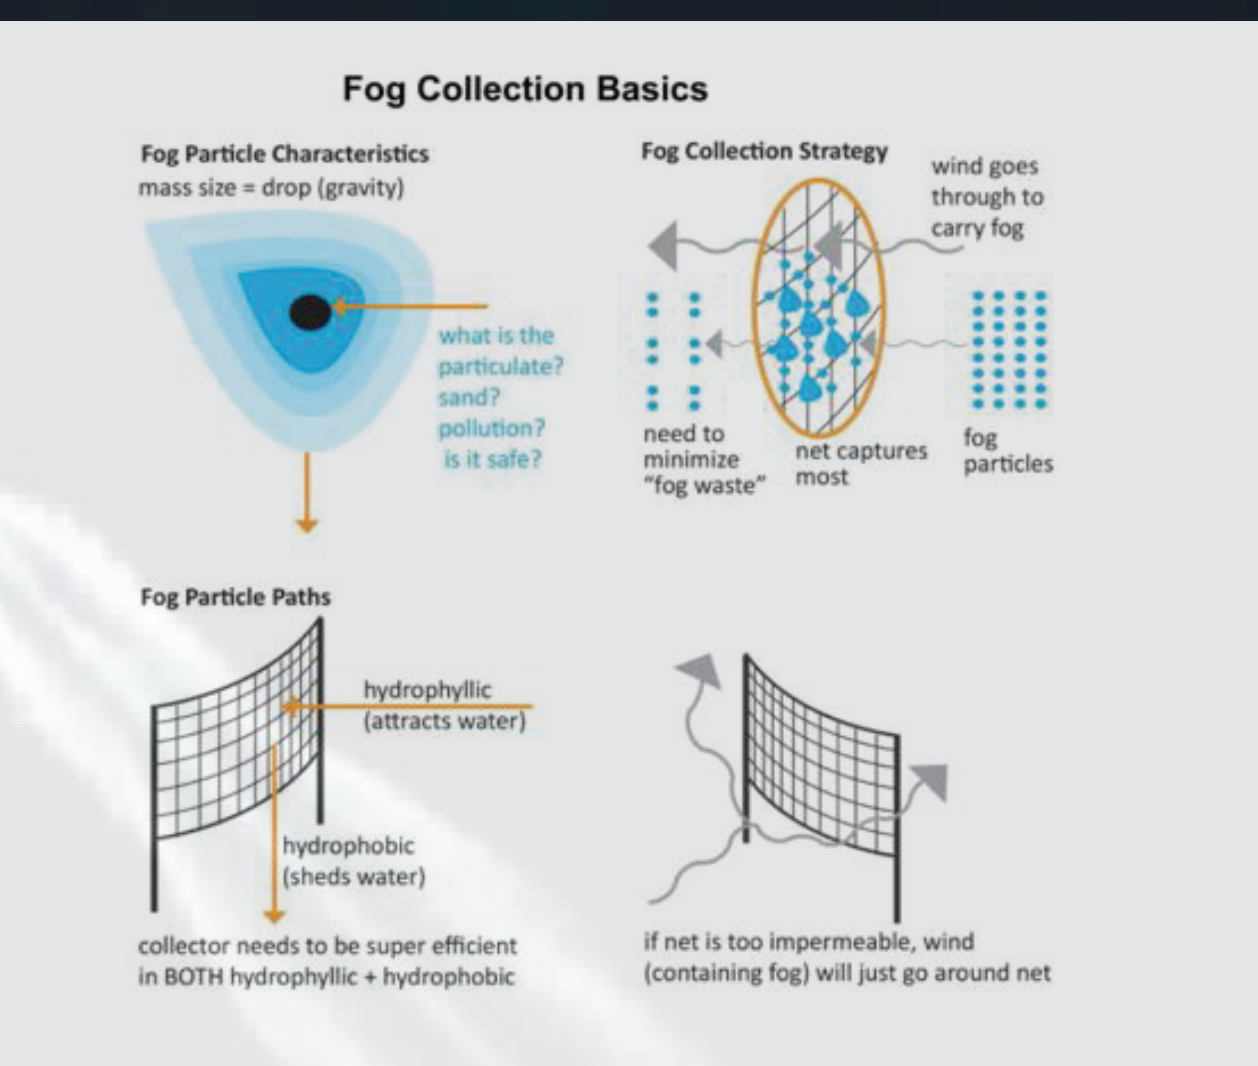 Fog Collection Basics
Fog Particle Characteristics
mass size = drop (gravity)
what is the
particulate?
sand?
pollution?
is it safe?
Fog Collection Strategy
wind goes
through to
carry fog
need to
minimize
“fog waste”
net captures
most
fog
particles
Fog Particle Paths
hydrophyllic
(attracts water)
hydrophobic
(sheds water)
collector needs to be super efficient
in BOTH hydrophyllic + hydrophobic
if net is too impermeable, wind
(containing fog) will just go around net